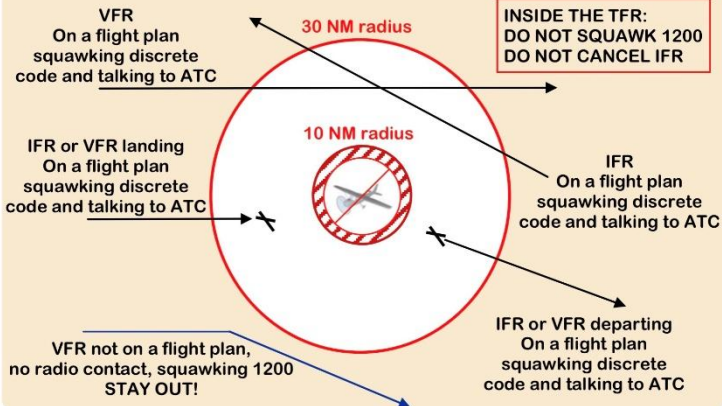 VFR
On a flight plan
squawking discrete
code and talking to ATC
30 NM radius
INSIDE THE TFR:
DO NOT SQUAWK 1200
DO NOT CANCEL IFR
10 NM radius
IFR or VFR landing
On a flight plan
squawking discrete
code and talking to ATC
IFR
On a flight plan
squawking discrete
code and talking to ATC
VFR not on a flight plan,
no radio contact, squawking 1200
STAY OUT!
IFR or VFR departing
On a flight plan
squawking discrete
code and talking to ATC